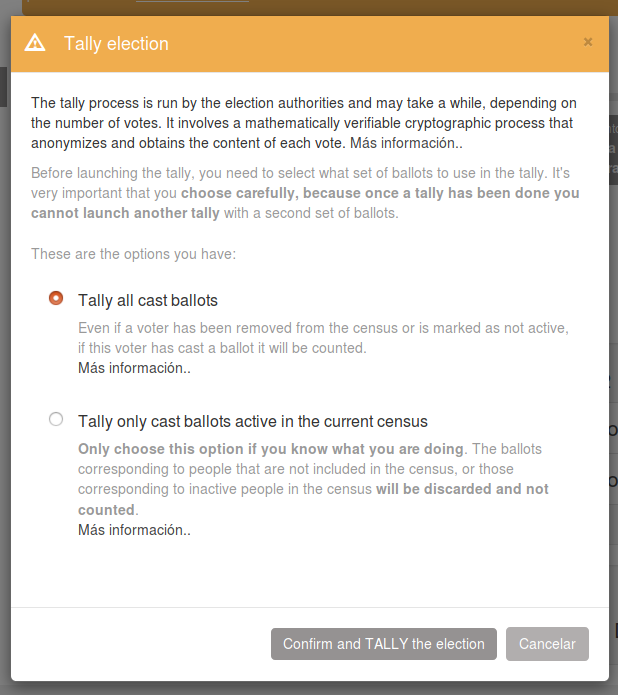 Tally election
×
The tally process is run by the election authorities and may take a while, depending on
the number of votes. It involves a mathematically verifiable cryptographic process that
anonymizes and obtains the content of each vote. Más información..
Before launching the tally, you need to select what set of ballots to use in the tally. It's
very important that you choose carefully, because once a tally has been done you
cannot launch another tally with a second set of ballots.
These are the options you have:
Tally all cast ballots
Even if a voter has been removed from the census or is marked as not active,
if this voter has cast a ballot it will be counted.
Más información..
Tally only cast ballots active in the current census
Only choose this option if you know what you are doing. The ballots
corresponding to people that are not included in the census, or those
corresponding to inactive people in the census will be discarded and not
counted.
Más información..
Confirm and TALLY the election
Cancelar